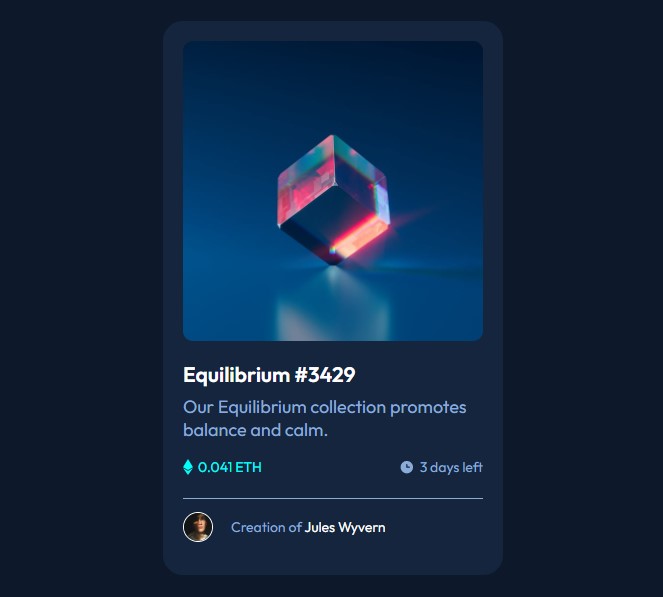 Equilibrium #3429
Our Equilibrium collection promotes
balance and calm.
0.041 ETH
3 days left
Creation of Jules Wyvern